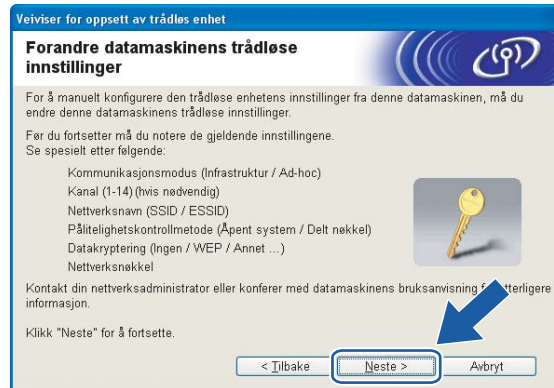 Veiviser for oppsett av trådløs enhet
Forandre datamaskinens trådløse
innstillinger
For å manuelt konfigurere den trådløse enhetens innstillinger fra denne datamaskinen, må du
endre denne datamaskinens trådløse innstillinger.
Før du fortsetter må du notere de gjeldende innstillingene.
Se spesielt etter følgende:
Kommunikasjonsmodus (Infrastruktur / Ad-hoc)
Kanal (1-14) (hvis nødvendig)
Nettverksnavn (SSID / ESSID)
Pålitelighetskontrollmetode (Åpent system / Delt nøkkel)
Datakryptering (Ingen / WEP / Annet ...)
Nettverksnøkkel
Kontakt din nettverksadministrator eller konferer med datamaskinens bruksanvisning
informasjon.
Klikk "Neste" for å fortsette.
< Tilbake Neste > Avbryt